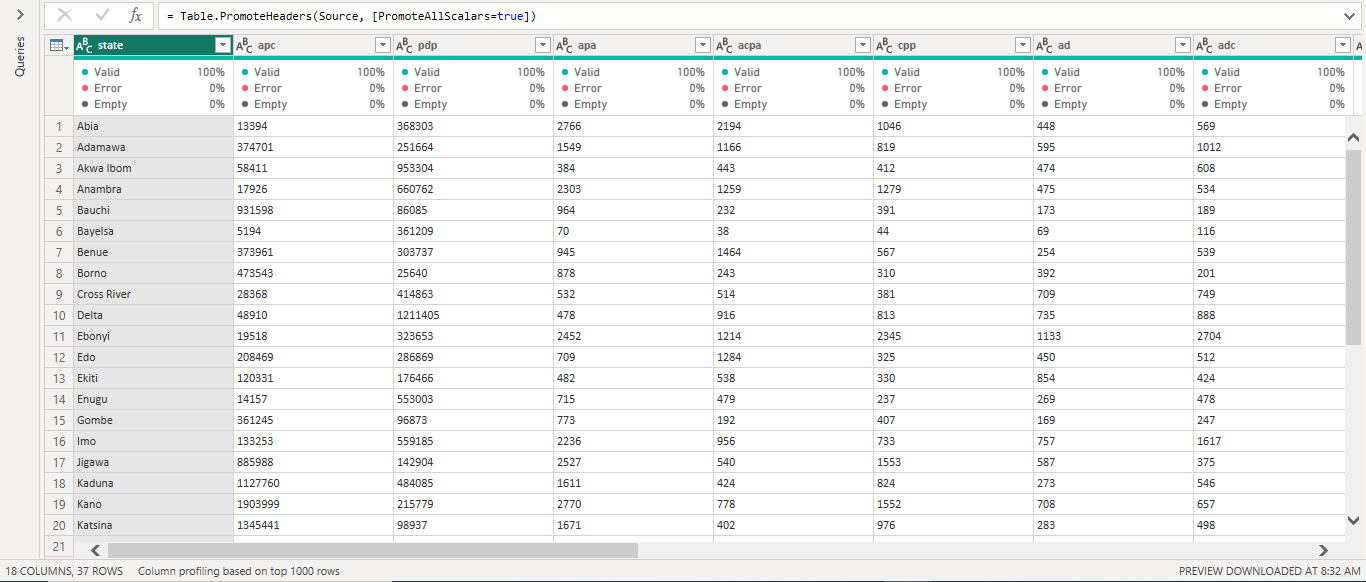 Queries
fx = Table.PromoteHeaders(Source, [PromoteAllScalars=true])
ABC state ABC apc ABC pdp ABC apa ABC acpa ABC cpp ABC ad ABC adc A
Valid 100% Valid 100% Valid 100% Valid 100% Valid 100% Valid 100% Valid 100% Valid 100%
Error 0% Error 0% Error 0% Error 0% Error 0% Error 0% Error 0% Error 0%
Empty 0% Empty 0% Empty 0% Empty 0% Empty 0% Empty 0% Empty 0% Empty 0%
1 Abia 13394 368303 2766 2194 1046 448 569
2 Adamawa 374701 251664 1549 1166 819 595 1012
3 Akwa Ibom 58411 953304 384 443 412 474 608
4 Anambra 17926 660762 2303 1259 1279 475 534
5 Bauchi 931598 86085 964 232 391 173 189
6 Bayelsa 5194 361209 70 38 44 69 116
7 Benue 373961 303737 945 1464 567 254 539
8 Borno 473543 25640 878 243 310 392 201
9 Cross River 28368 414863 532 514 381 709 749
10 Delta 48910 1211405 478 916 813 735 888
11 Ebonyi 19518 323653 2452 1214 2345 1133 2704
12 Edo 208469 286869 709 1284 325 450 512
13 Ekiti 120331 176466 482 538 330 854 424
14 Enugu 14157 553003 715 479 237 269 478
15 Gombe 361245 96873 773 192 407 169 247
16 Imo 133253 559185 2236 956 733 757 1617
17 Jigawa 885988 142904 2527 540 1553 587 375
18 Kaduna 1127760 484085 1611 424 824 273 546
19 Kano 1903999 215779 2770 778 1552 708 657
20 Katsina 1345441 98937 1671 402 976 283 498
21
18 COLUMNS, 37 ROWS Column profiling based on top 1000 rows PREVIEW DOWNLOADED AT 8:32 AM